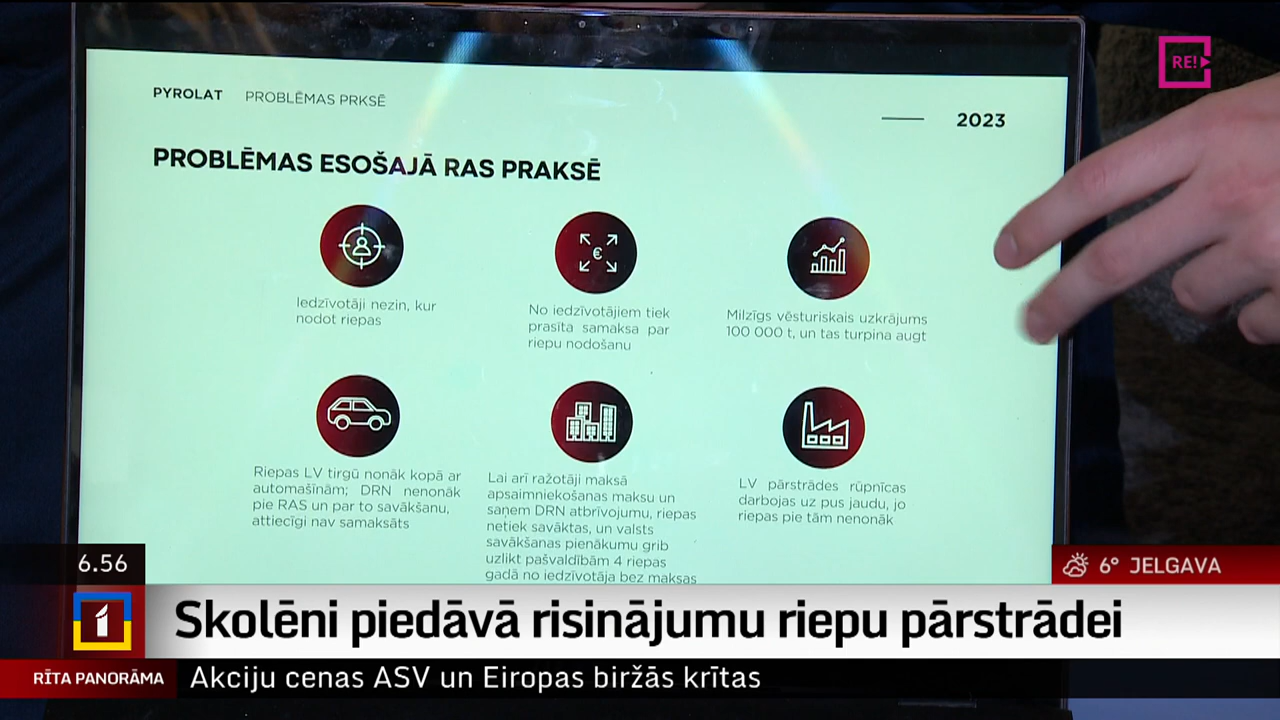 RE!
PYROLAT PROBLĒMAS PRKSĒ
2023
PROBLĒMAS ESOŠAJĀ RAS PRAKSĒ
Iedzīvotāji nezin, kur
nodot riepas
€
No iedzīvotājiem tiek
prasīta samaksa par
riepu nodošanu
Milzīgs vēsturiskais uzkrājums
100 000 t, un tas turpina augt
Riepas LV tirgū nonāk kopā ar
automašīnām; DRN nenonāk
pie RAS un par to savākšanu,
attiecīgi nav samaksāts
Lai arī ražotāji maksā
apsaimniekošanas maksu un
saņem DRN atbrīvojumu, riepas
netiek savāktas, un valsts
savākšanas pienākumu grib
uzlikt pašvaldībām 4 riepas
gadā no iedzīvotāja bez maksas
LV pārstrādes rūpnīcas
darbojas uz pus jaudu, jo
riepas pie tām nenonāk
6.56
6° JELGAVA
1
Skolēni piedāvā risinājumu riepu pārstrādei
RĪTA PANORĀMA
Akciju cenas ASV un Eiropas biržās krītas